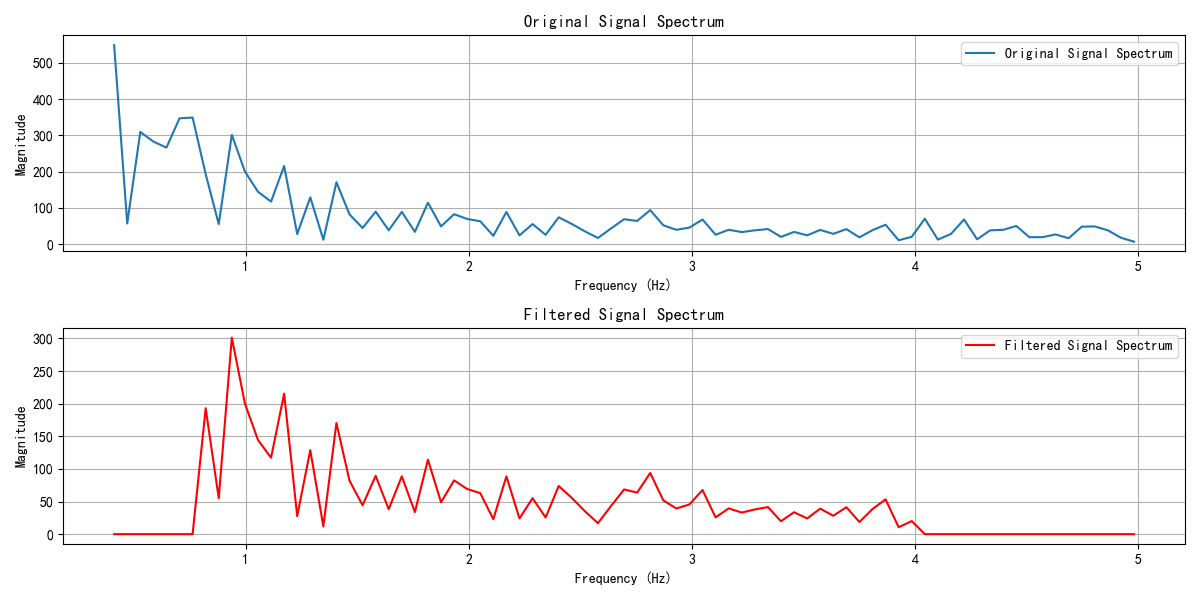 Original Signal Spectrum
Original Signal Spectrum
500
400
300
200
100
0
Magnitude
1 2 3 4 5
Frequency (Hz)
Filtered Signal Spectrum
Filtered Signal Spectrum
300
250
200
150
100
50
0
Magnitude
1 2 3 4 5
Frequency (Hz)